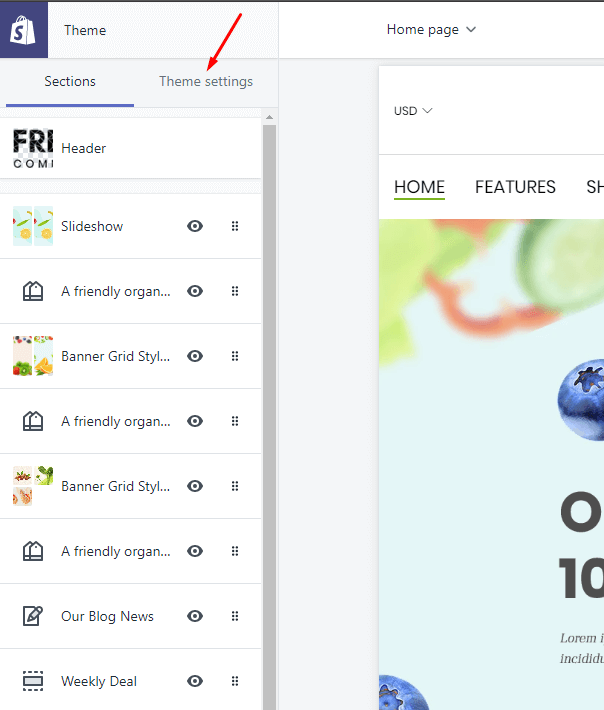 Theme
Home page
Sections
Theme settings
FRE
COM
Header
USD
HOME FEATURES SH
Slideshow
A friendly organ...
Banner Grid Styl...
A friendly organ...
Banner Grid Styl...
A friendly organ...
Our Blog News
Weekly Deal
O
10
Lorem i
incididu